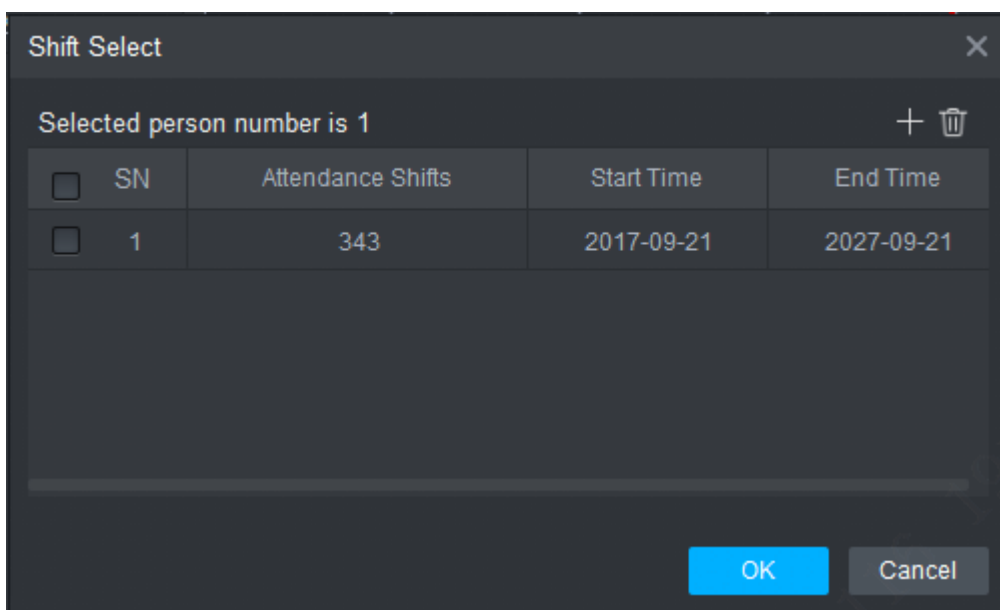 Shift Select
Selected person number is 1
SN Attendance Shifts Start Time End Time
1 343 2017-09-21 2027-09-21
OK Cancel